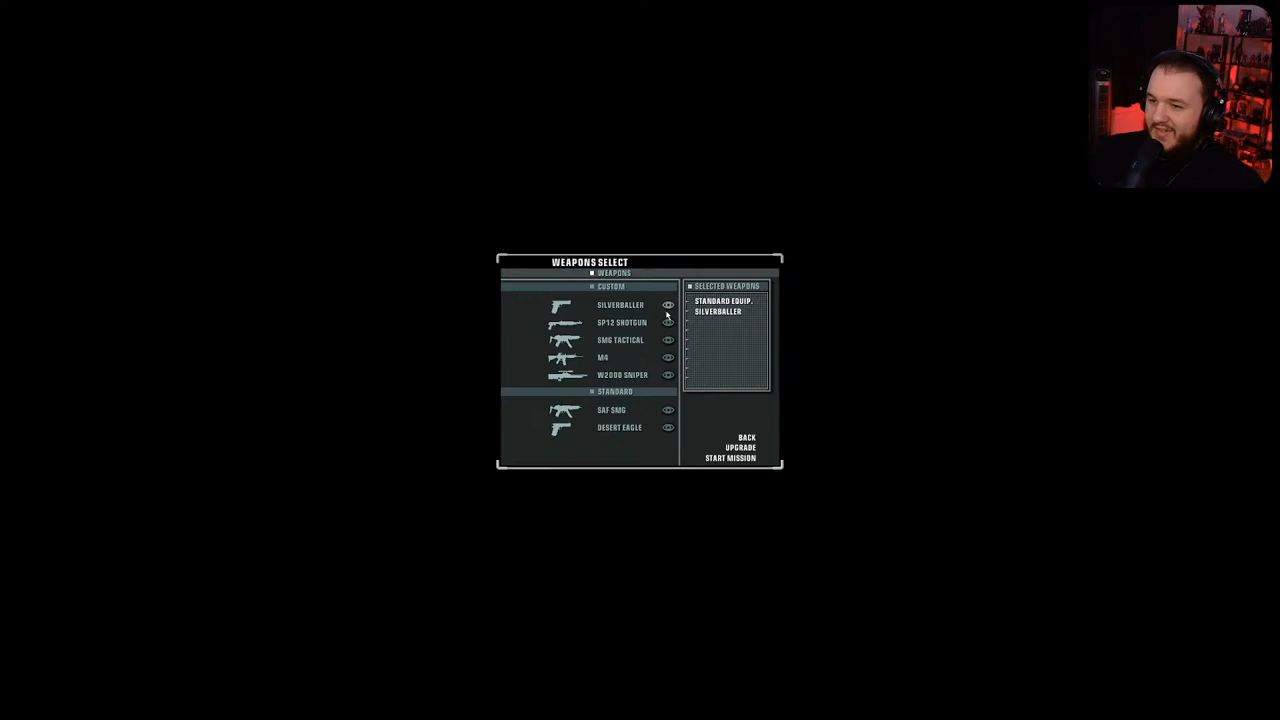 WEAPONS SELECT
WEAPONS
CUSTOM
SILVERBALLER
SP12 SHOTGUN
SMG TACTICAL
M4
W2000 SNIPER
STANDARD
SAF SMG
DESERT EAGLE
SELECTED WEAPONS
STANDARD EQUIP.
SILVERBALLER
BACK
UPGRADE
START MISSION